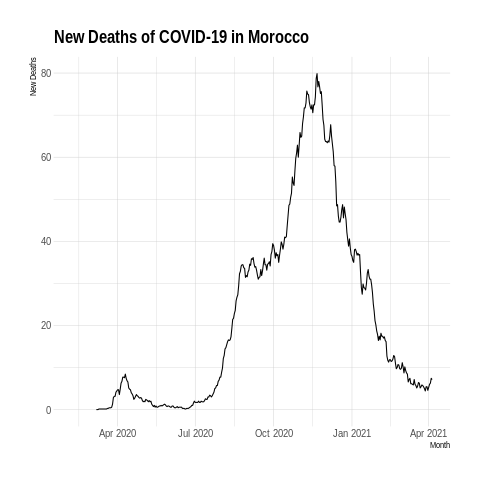 New Deaths of COVID-19 in Morocco
New Deaths
80
60
40
20
0
Apr 2020
Jul 2020
Oct 2020
Jan 2021
Apr 2021
Month